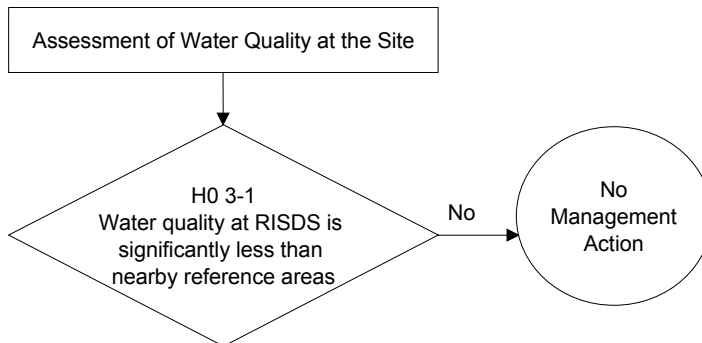 Assessment of Water Quality at the Site
H0 3-1
Water quality at RISDS is
significantly less than
nearby reference areas
No
No
Management
Action